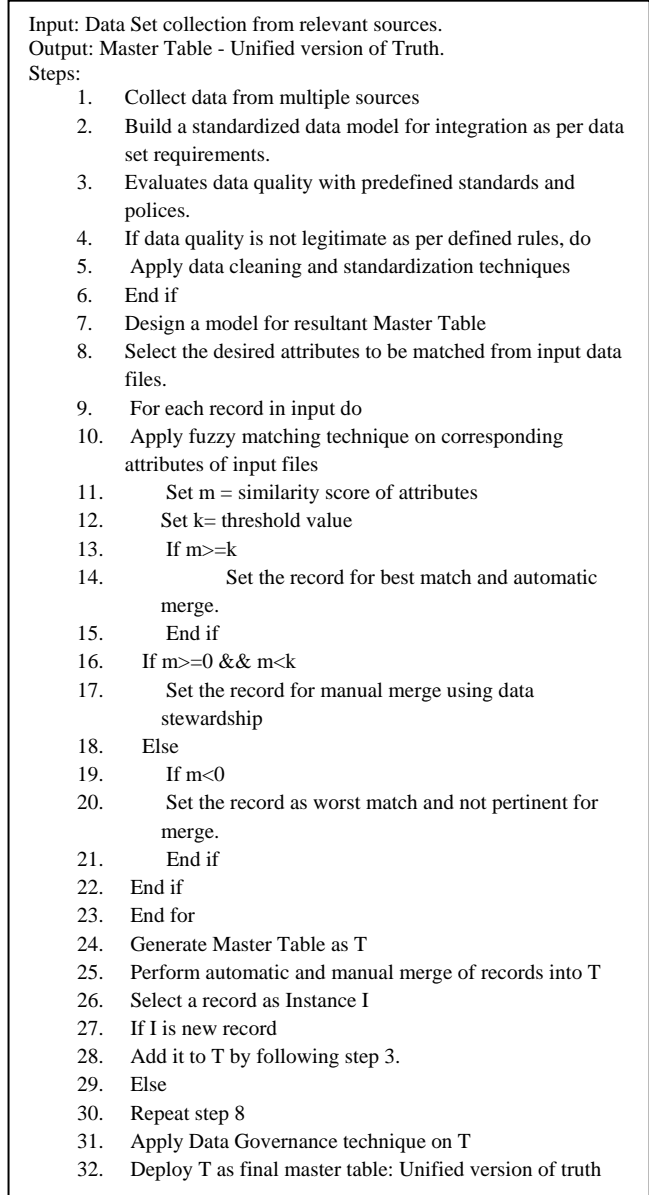 Input: Data Set collection from relevant sources.
Output: Master Table - Unified version of Truth.
Steps:
1. Collect data from multiple sources
2. Build a standardized data model for integration as per data
set requirements.
3. Evaluates data quality with predefined standards and
polices.
4. If data quality is not legitimate as per defined rules, do
5. Apply data cleaning and standardization techniques
6. End if
7. Design a model for resultant Master Table
8. Select the desired attributes to be matched from input data
files.
9. For each record in input do
10. Apply fuzzy matching technique on corresponding
attributes of input files
11. Set m = similarity score of attributes
12. Set k= threshold value
13. If m>=k
14. Set the record for best match and automatic
merge.
15. End if
16. If m>=0 && m<k
17. Set the record for manual merge using data
stewardship
18. Else
19. If m<0
20. Set the record as worst match and not pertinent for
merge.
21. End if
22. End if
23. End for
24. Generate Master Table as T
25. Perform automatic and manual merge of records into T
26. Select a record as Instance I
27. If I is new record
28. Add it to T by following step 3.
29. Else
30. Repeat step 8
31. Apply Data Governance technique on T
32. Deploy T as final master table: Unified version of truth